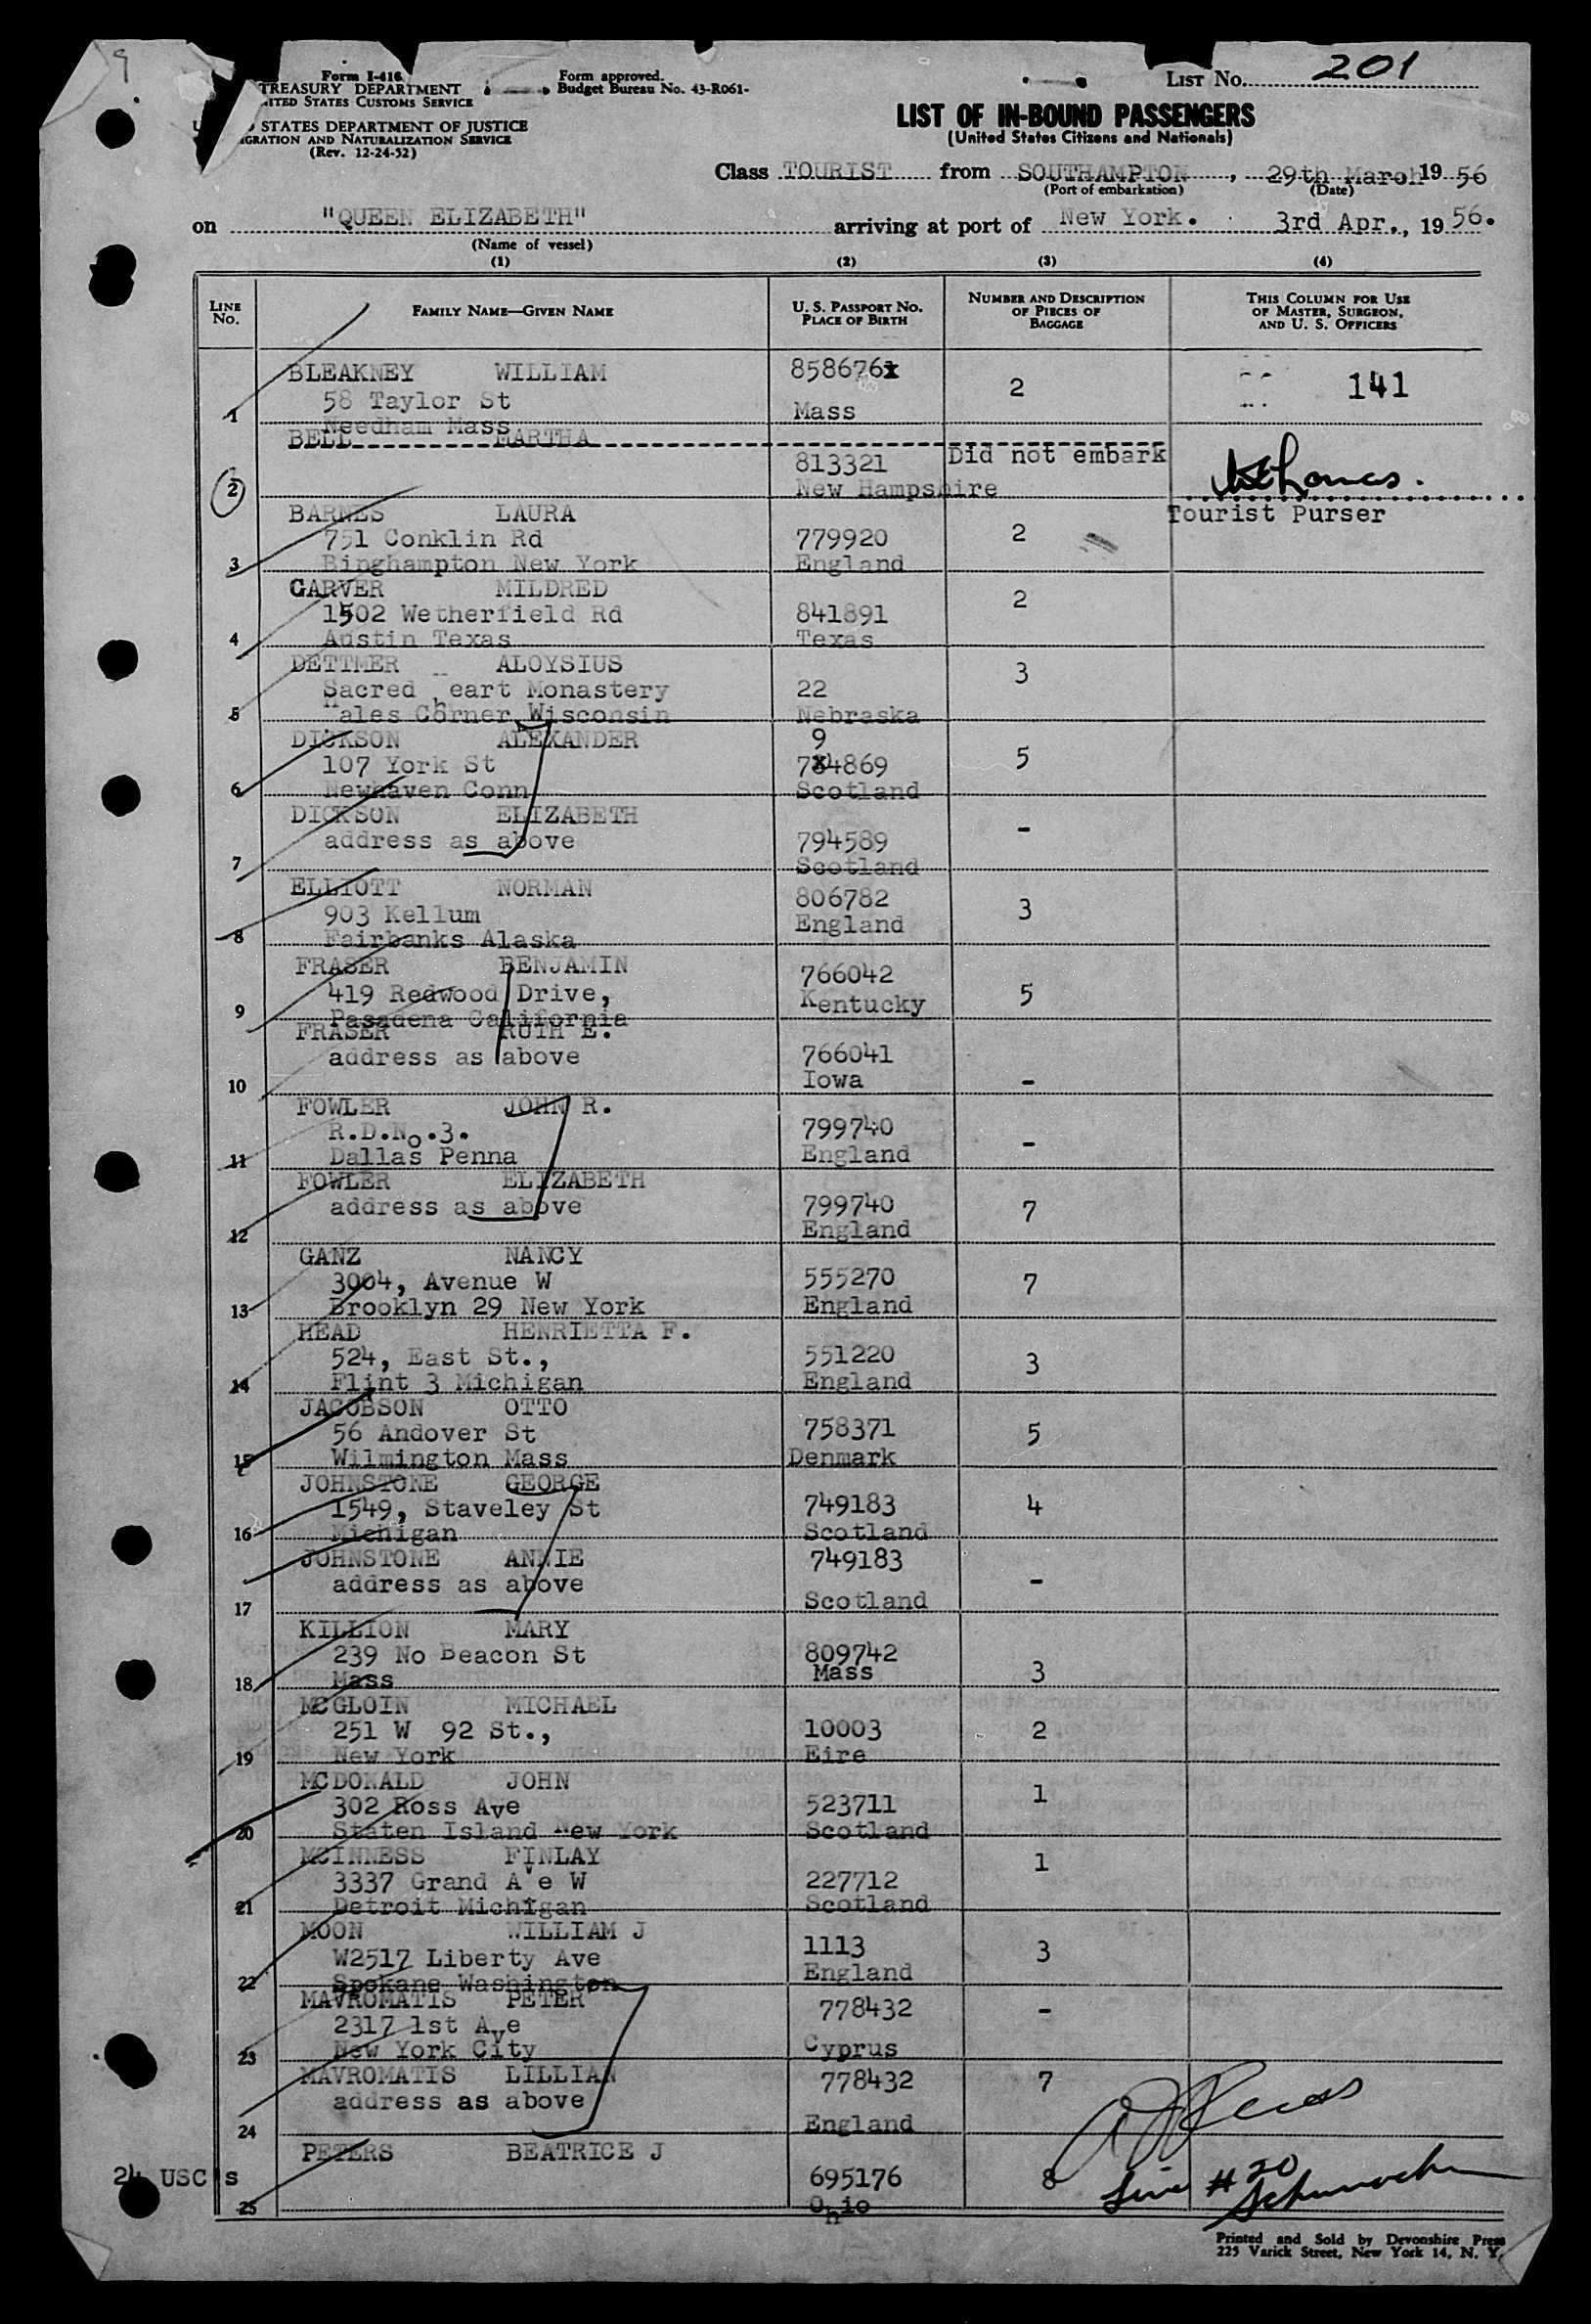 9
Form I-416
TREASURY DEPARTMENT
UNITED STATES CUSTOMS SERVICE
STATES DEPARTMENT OF JUSTICE
IGRATION AND NATURALIZATION SERVICE
(Rev. 12-24-52)
Form approved.
Budget Bureau No. 43-R061-
LIST No. 201
LIST OF IN-BOUND PASSENGERS
(United States Citizens and Nationals)
Class TOURIST from SOUTHAMPTON, 29th March 19 56
(Port of embarkation) (Date)
on "QUEEN ELIZABETH" arriving at port of New York. 3rd Apr., 19 56.
(Name of vessel)
(1) (2) (3) (4)
LINE No. FAMILY NAME—GIVEN NAME U. S. PASSPORT No. PLACE OF BIRTH NUMBER AND DESCRIPTION OF PIECES OF BAGGAGE THIS COLUMN FOR USE OF MASTER, SURGEON, AND U. S. OFFICERS
BLEAKNEY WILLIAM 858676
58 Taylor St 2 141
1 Needham Mass Mass
BELL MARTHA
813321 Did not embark
2 New Hampshire
Tourist Purser
BARNES LAURA
751 Conklin Rd 779920 2
3 Binghampton New York England
GARVER MILDRED
1502 Wetherfield Rd 841891 2
4 Austin Texas Texas
DETTMER ALOYSIUS
Sacred heart Monastery 22 3
5 Hales Corner Wisconsin Nebraska
DICKSON ALEXANDER 9
107 York St 784869 5
6 Newhaven Conn Scotland
DICKSON ELIZABETH
address as above 794589 -
7 Scotland
ELLIOTT NORMAN 806782
903 Kellum England 3
8 Fairbanks Alaska
FRASER BENJAMIN 766042
419 Redwood Drive, Kentucky 5
9 Pasadena California
FRASER RUTH E.
address as above 766041
10 Iowa -
FOWLER JOHN R.
R.D.No.3. 799740 -
11 Dallas Penna England
FOWLER ELIZABETH
address as above 799740 7
12 England
GANZ NANCY
3004, Avenue W 555270 7
13 Brooklyn 29 New York England
HEAD HENRIETTA F.
524, East St., 551220 3
14 Flint 3 Michigan England
JACOBSON OTTO
56 Andover St 758371 5
15 Wilmington Mass Denmark
JOHNSTONE GEORGE
1549, Staveley St 749183 4
16 Michigan Scotland
JOHNSTONE ANNIE 749183
address as above -
17 Scotland
KILLION MARY
239 No Beacon St 809742
18 Mass Mass 3
MCGLOIN MICHAEL
251 W 92 St., 10003 2
19 New York Eire
MCDONALD JOHN
302 Ross Ave 523711 1
20 Staten Island New York Scotland
MCINNESS FINLAY
3337 Grand Ave W 227712 1
21 Detroit Michigan Scotland
MOON WILLIAM J
W2517 Liberty Ave 1113 3
22 Spokane Washington England
MAVROMATIS PETER 778432 -
2317 1st Ave
23 New York City Cyprus
MAVROMATIS LILLIAN 778432 7
address as above
24 England
PETERS BEATRICE J
24 USC's 695176 8
25 Ohio
Line #20
Printed and Sold by Devonshire Press
225 Varick Street, New York 14, N. Y.